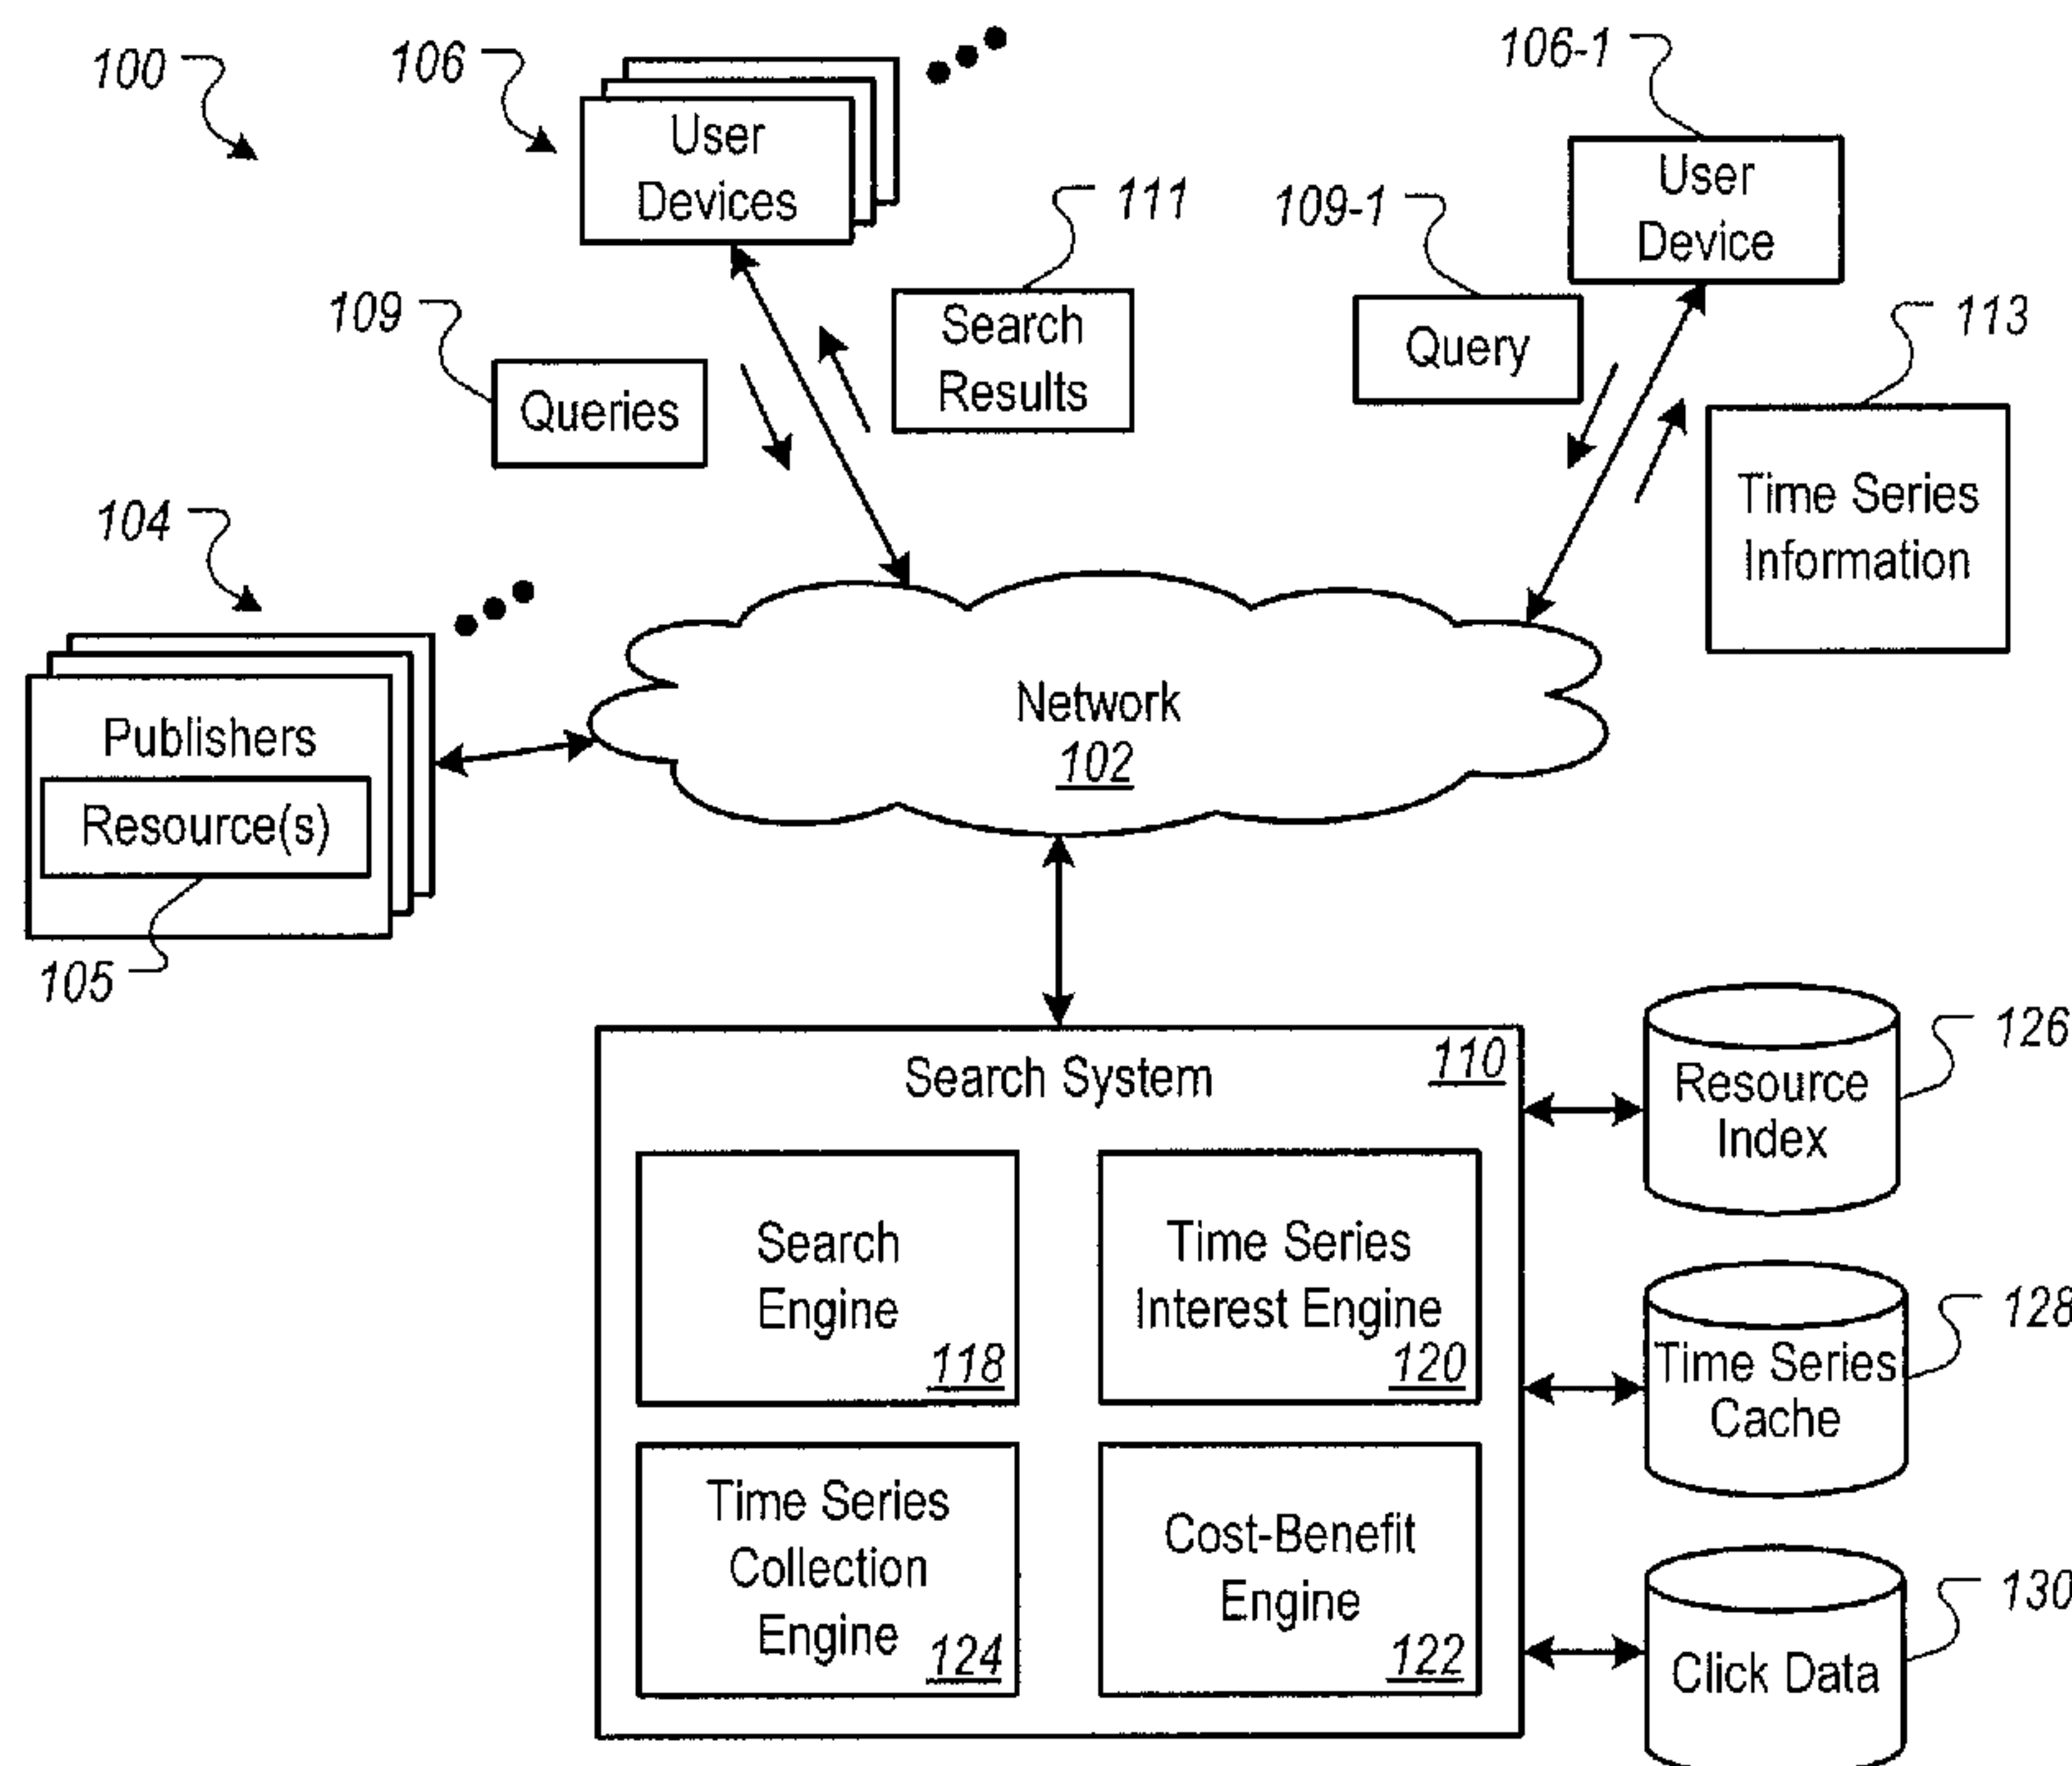 100
106
User
Devices
111
Search
Results
109
Queries
106-1
User
Device
109-1
Query
113
Time Series
Information
104
Publishers
Resource(s)
105
Network
102
Search System
110
Search
Engine
118
Time Series
Interest Engine
120
Time Series
Collection
Engine
124
Cost-Benefit
Engine
122
Resource
Index
126
Time Series
Cache
128
Click Data
130